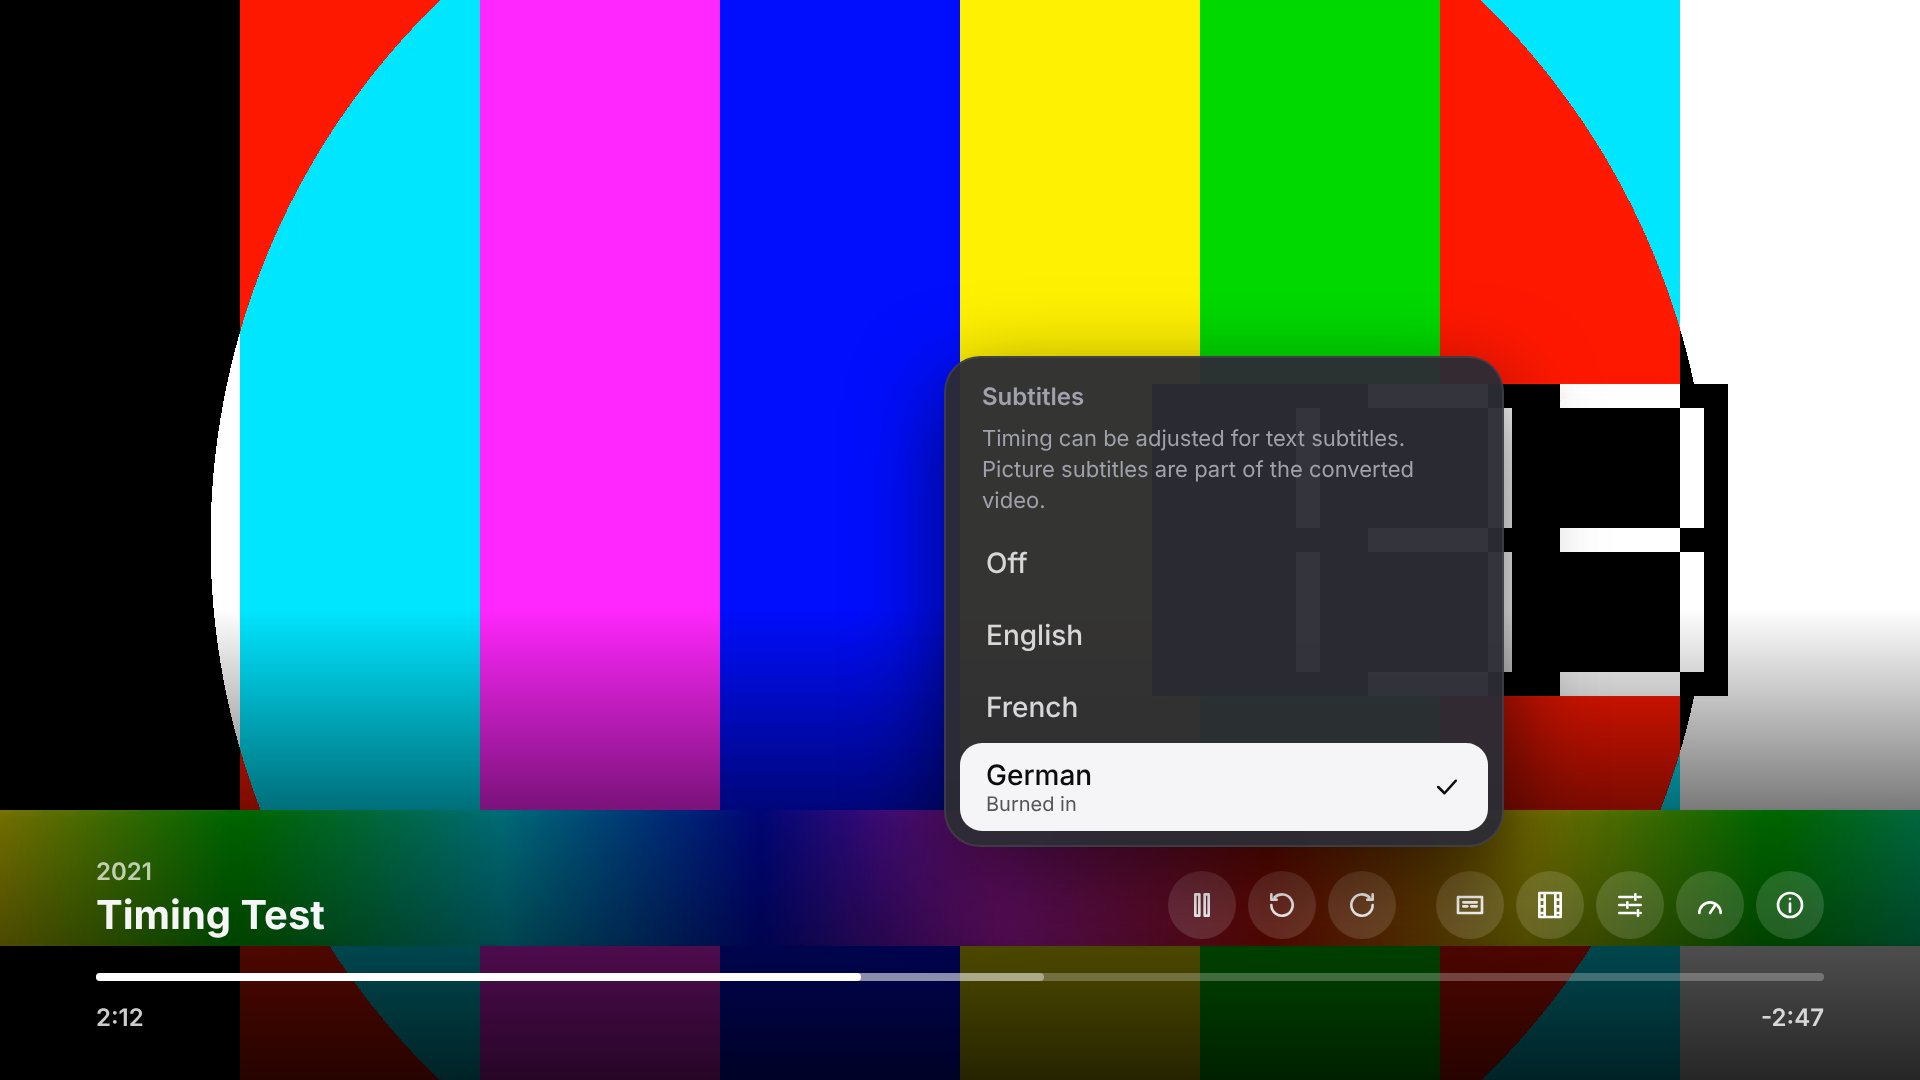 Subtitles
Timing can be adjusted for text subtitles.
Picture subtitles are part of the converted
video.
Off
English
French
German
Burned in
2021
Timing Test
2:12
-2:47